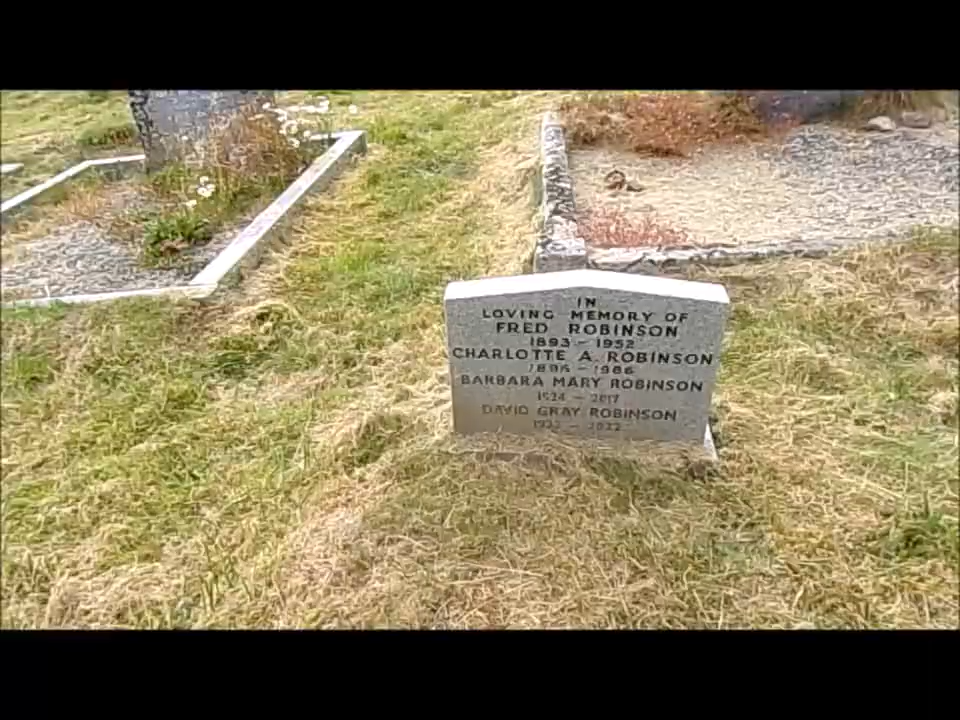 IN
LOVING MEMORY OF
FRED ROBINSON
1893 - 1952
CHARLOTTE A. ROBINSON
1896 - 1986
BARBARA MARY ROBINSON
1924 - 2017
DAVID GRAY ROBINSON
- 2022